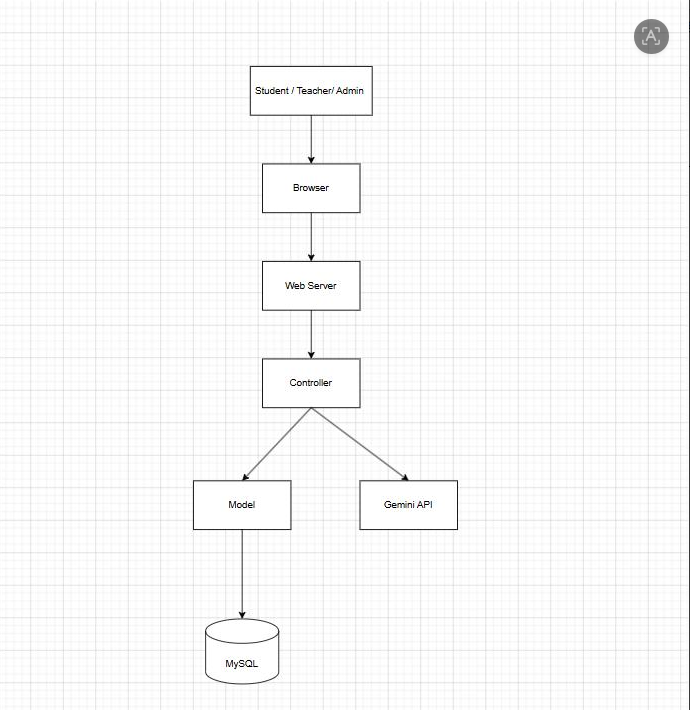 Student / Teacher/ Admin
Browser
Web Server
Controller
Model
Gemini API
MySQL